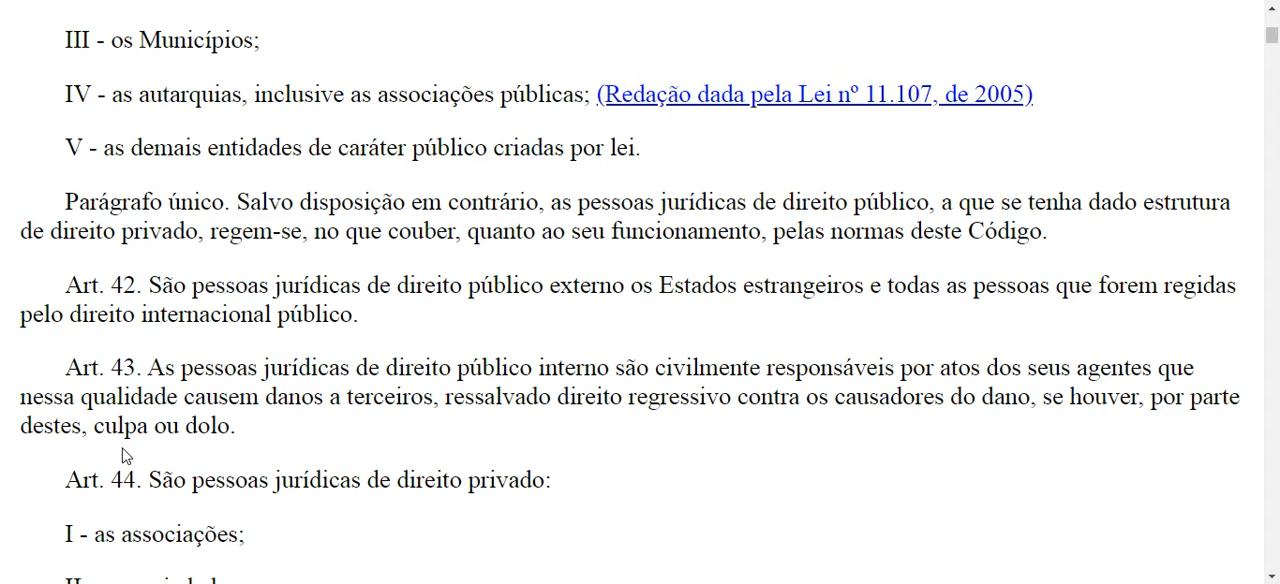 III - os Municípios;
IV - as autarquias, inclusive as associações públicas; (Redação dada pela Lei nº 11.107, de 2005)
V - as demais entidades de caráter público criadas por lei.
Parágrafo único. Salvo disposição em contrário, as pessoas jurídicas de direito público, a que se tenha dado estrutura
de direito privado, regem-se, no que couber, quanto ao seu funcionamento, pelas normas deste Código.
Art. 42. São pessoas jurídicas de direito público externo os Estados estrangeiros e todas as pessoas que forem regidas
pelo direito internacional público.
Art. 43. As pessoas jurídicas de direito público interno são civilmente responsáveis por atos dos seus agentes que
nessa qualidade causem danos a terceiros, ressalvado direito regressivo contra os causadores do dano, se houver, por parte
destes, culpa ou dolo.
Art. 44. São pessoas jurídicas de direito privado:
I - as associações;